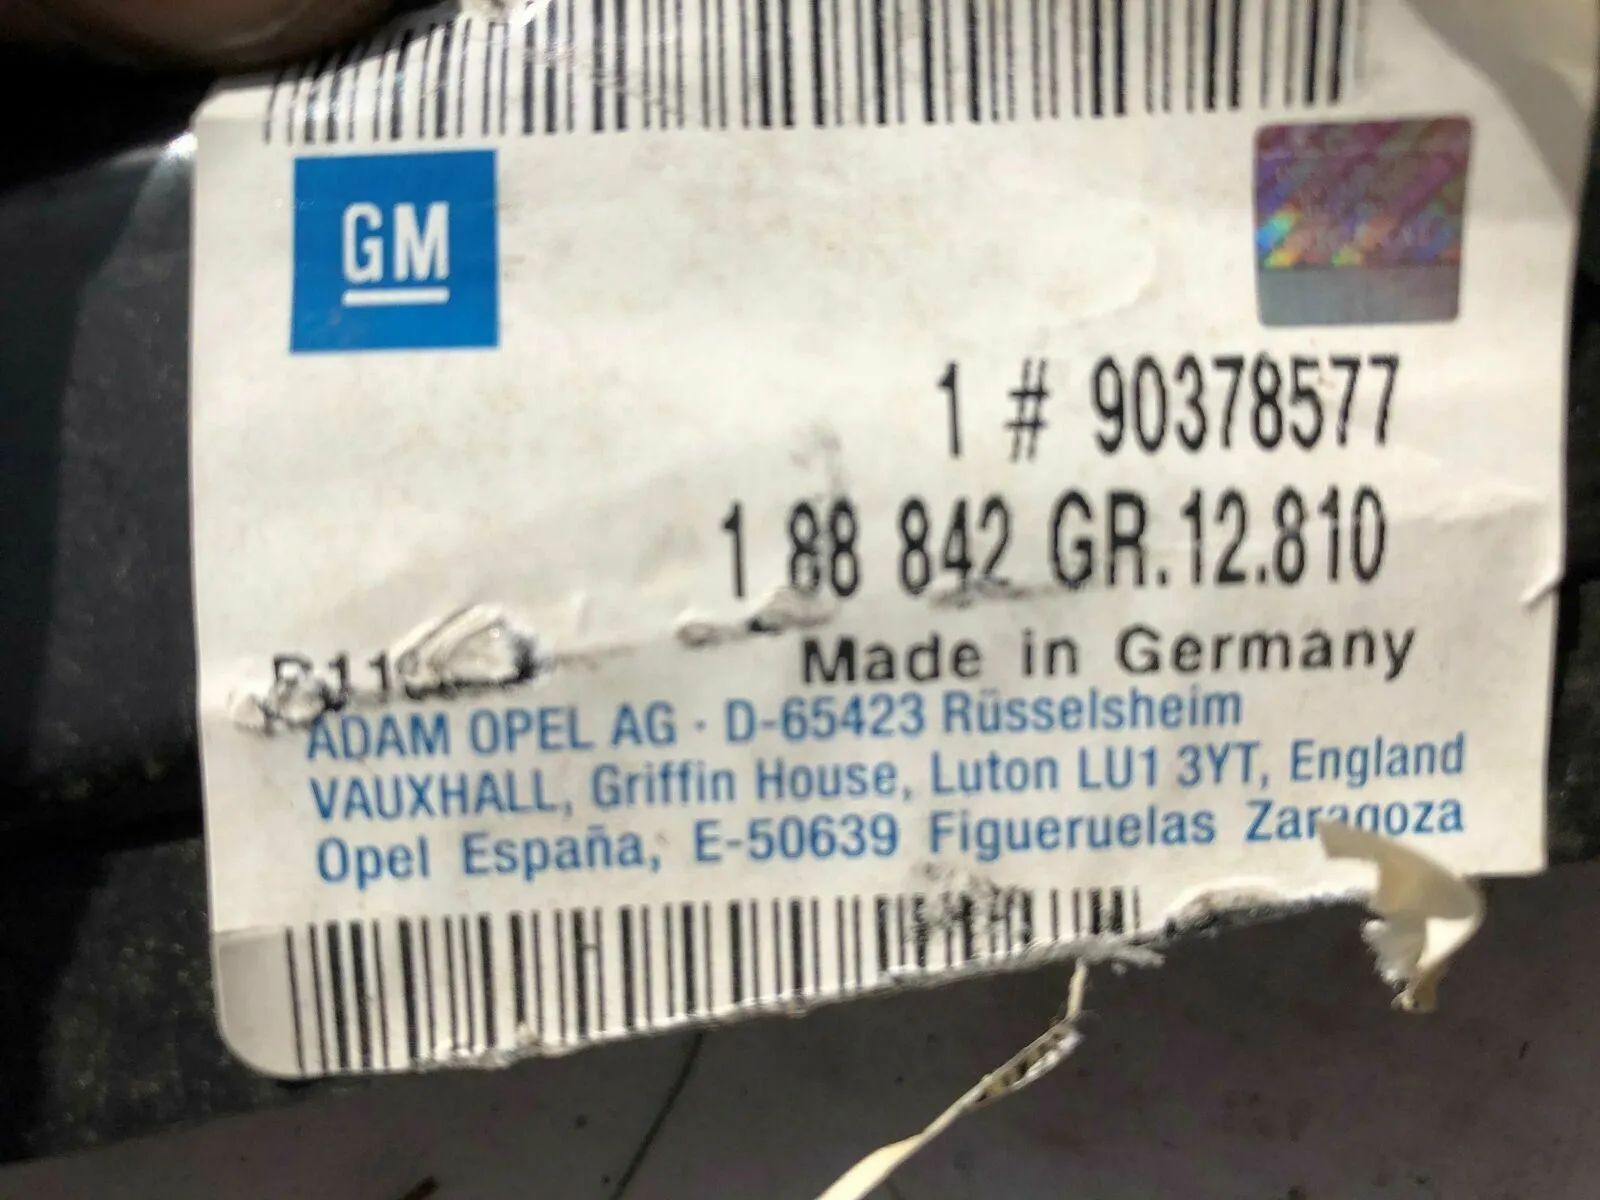 GM
1 # 90378577
1 88 842 GR.12.810
Made in Germany
ADAM OPEL AG · D-65423 Rüsselsheim
VAUXHALL, Griffin House, Luton LU1 3YT, England
Opel España, E-50639 Figueruelas Zaragoza